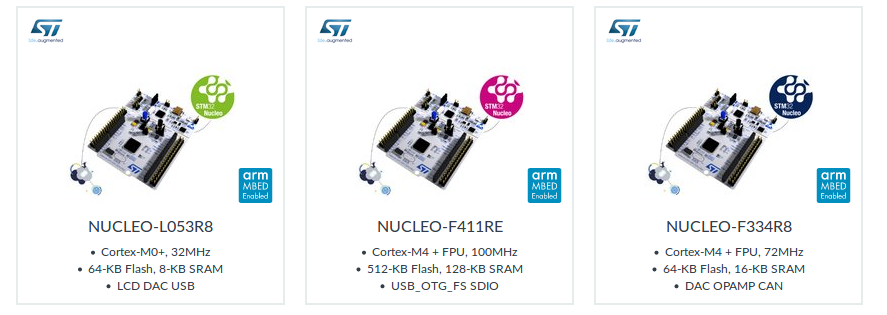 ST
life.augmented
STM32
Nucleo
ST
arm
MBED
Enabled
NUCLEO-L053R8
• Cortex-M0+, 32MHz
• 64-KB Flash, 8-KB SRAM
• LCD DAC USB
ST
life.augmented
STM32
Nucleo
ST
arm
MBED
Enabled
NUCLEO-F411RE
• Cortex-M4 + FPU, 100MHz
• 512-KB Flash, 128-KB SRAM
• USB_OTG_FS SDIO
ST
life.augmented
STM32
Nucleo
ST
arm
MBED
Enabled
NUCLEO-F334R8
• Cortex-M4 + FPU, 72MHz
• 64-KB Flash, 16-KB SRAM
• DAC OPAMP CAN